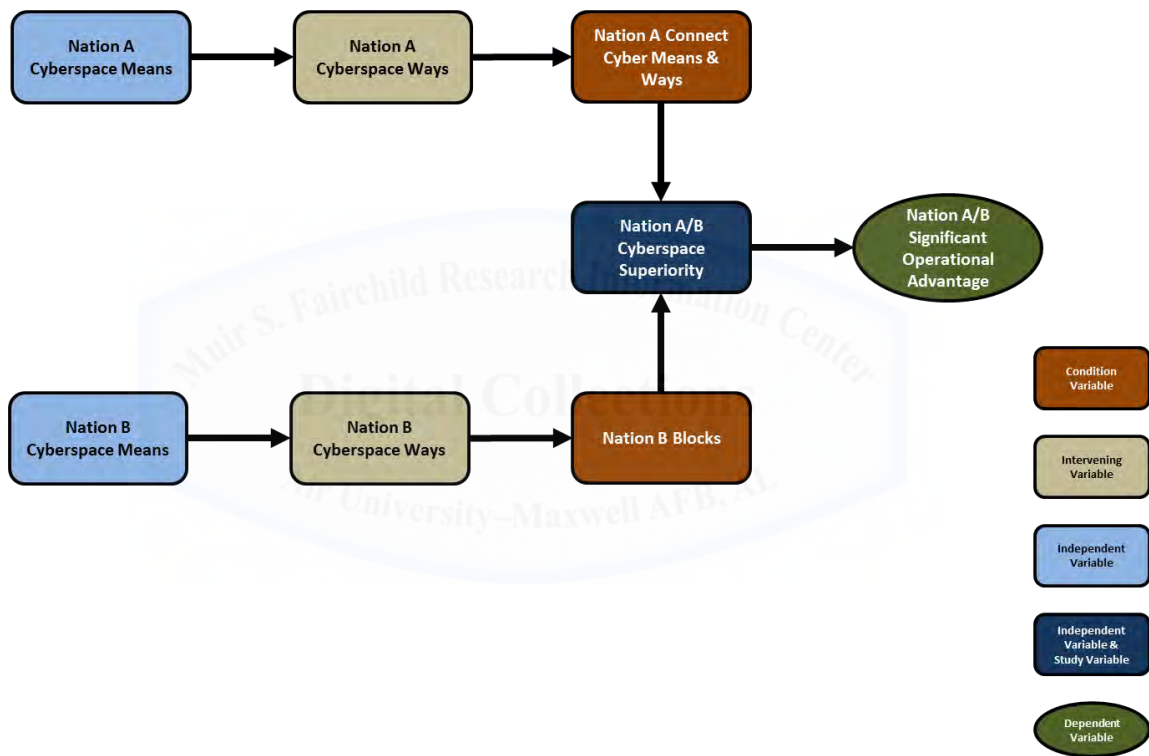 Nation A
Cyberspace Means
Nation A
Cyberspace Ways
Nation A Connect
Cyber Means &
Ways
Nation A/B
Cyberspace
Superiority
Nation A/B
Significant
Operational
Advantage
Muir S. Fairchild Research Information Center
Digital Collections
Air University–Maxwell AFB, AL
Nation B
Cyberspace Means
Nation B
Cyberspace Ways
Nation B Blocks
Condition
Variable
Intervening
Variable
Independent
Variable
Independent
Variable &
Study Variable
Dependent
Variable